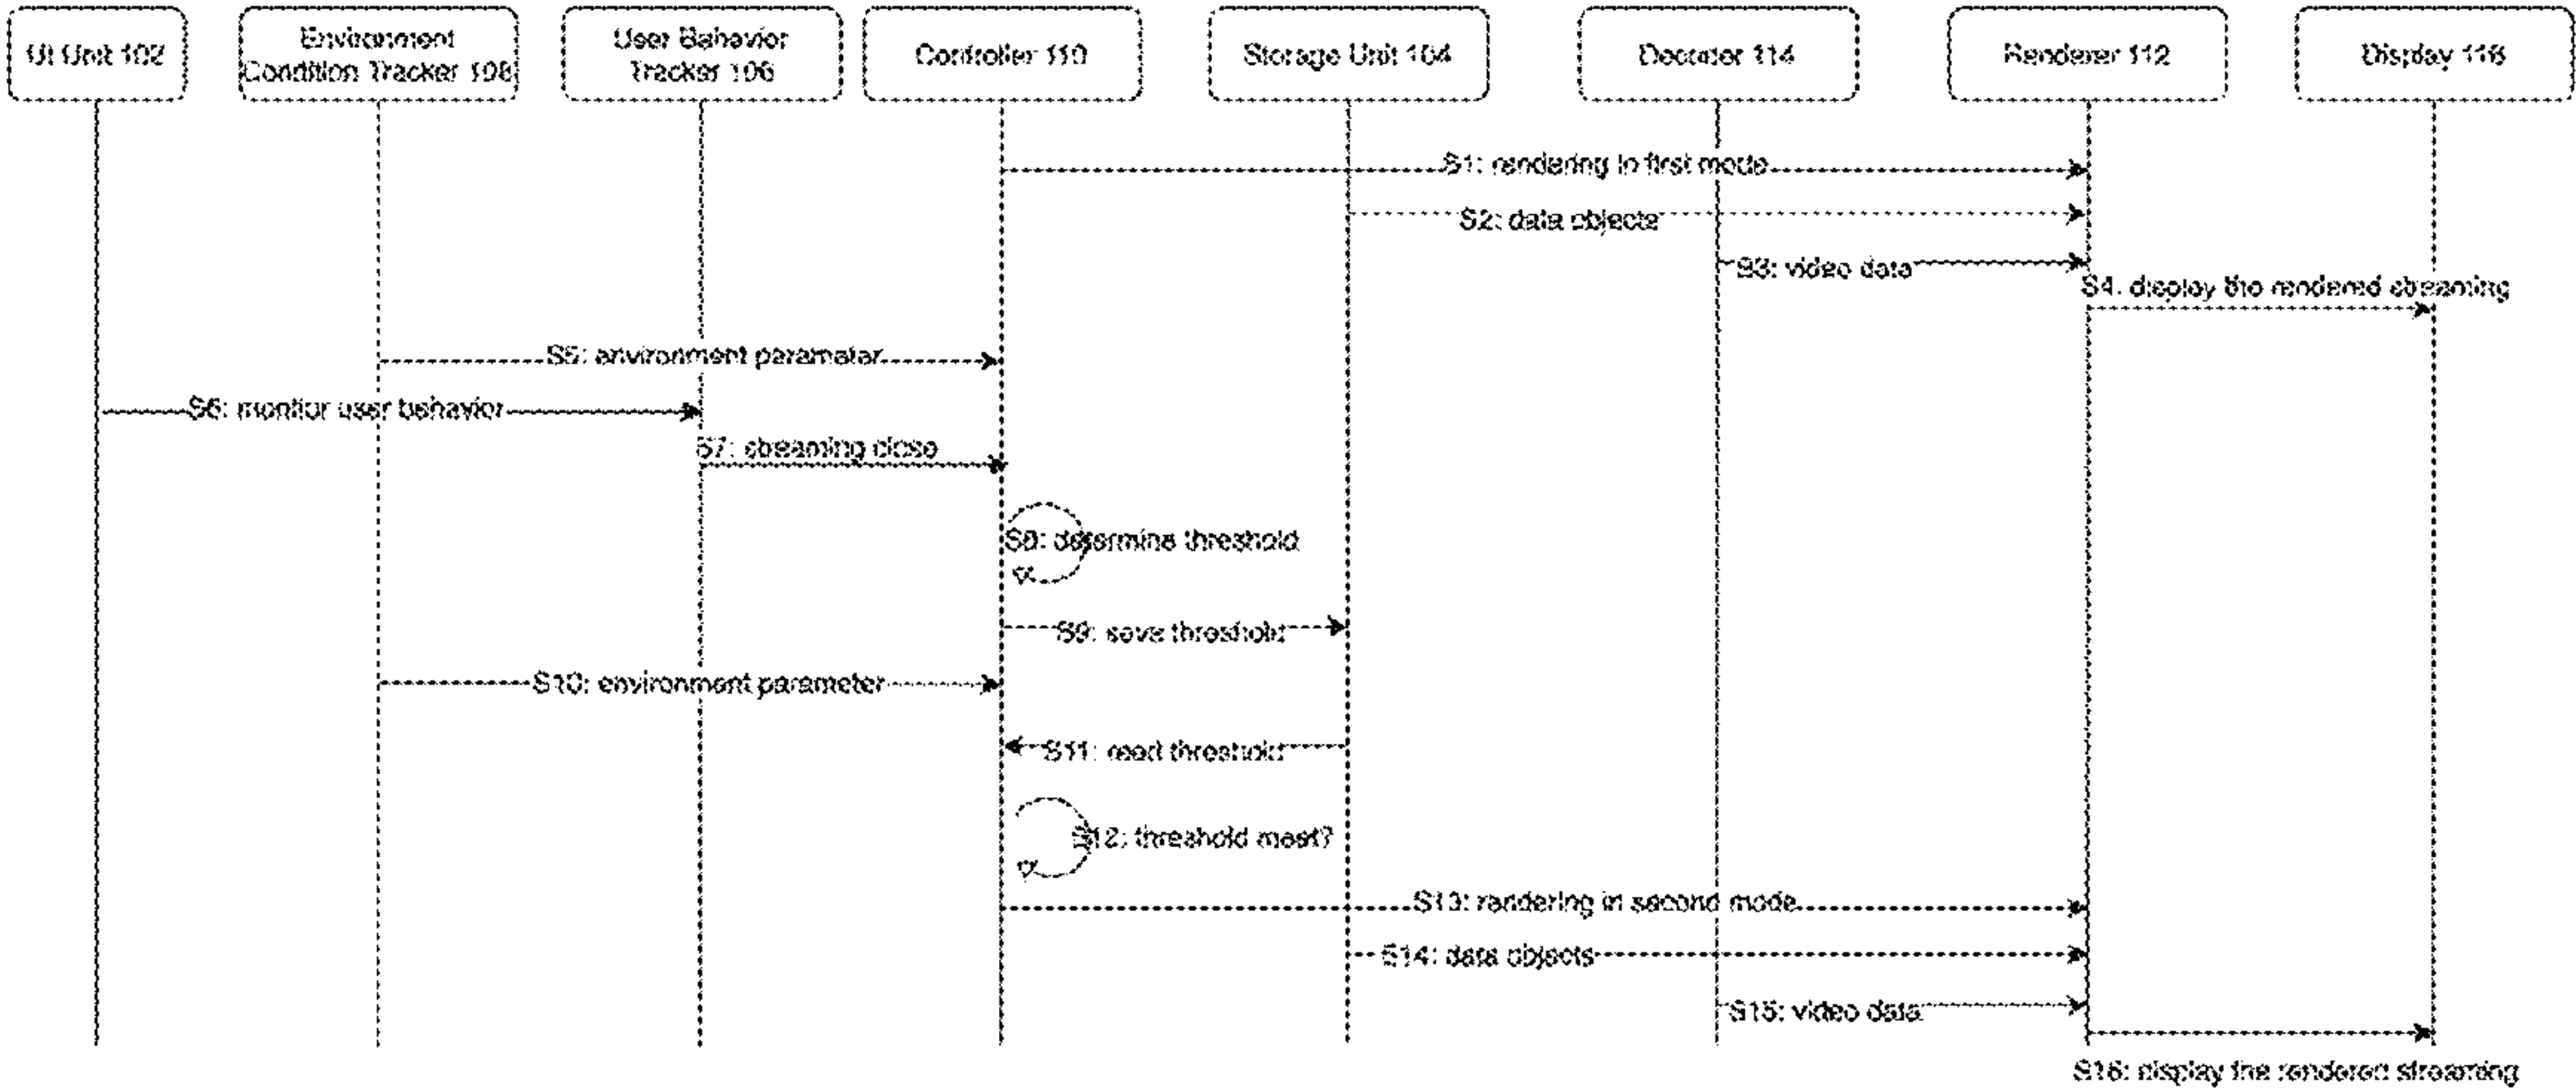 UI Unit 102
Environment
Condition Tracker 108
User Behavior
Tracker 106
Controller 110
Storage Unit 104
Decoder 114
Renderer 112
Display 116
S1: rendering in first mode
S2: data objects
S3: video data
S4: display the rendered streaming
S5: environment parameter
S6: monitor user behavior
S7: streaming close
S8: determine threshold
S9: save threshold
S10: environment parameter
S11: read threshold
S12: threshold meet?
S13: rendering in second mode
S14: data objects
S15: video data
S16: display the rendered streaming